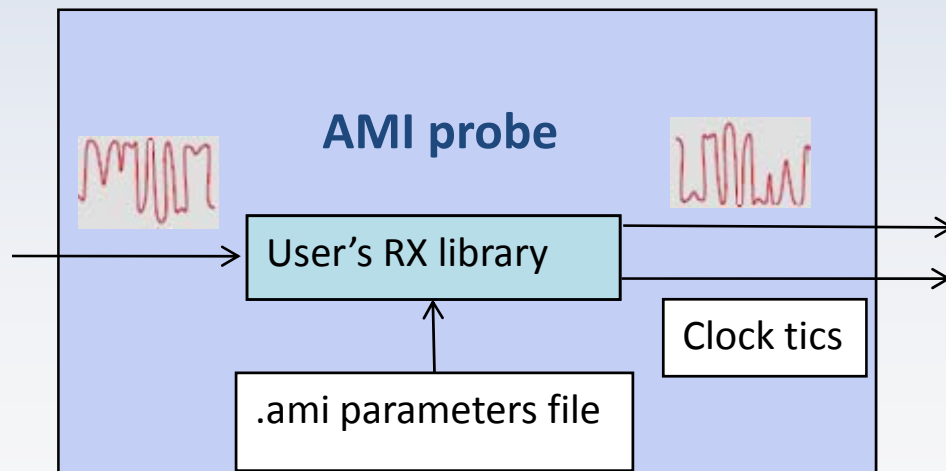 AMI probe
User’s RX library
Clock tics
.ami parameters file